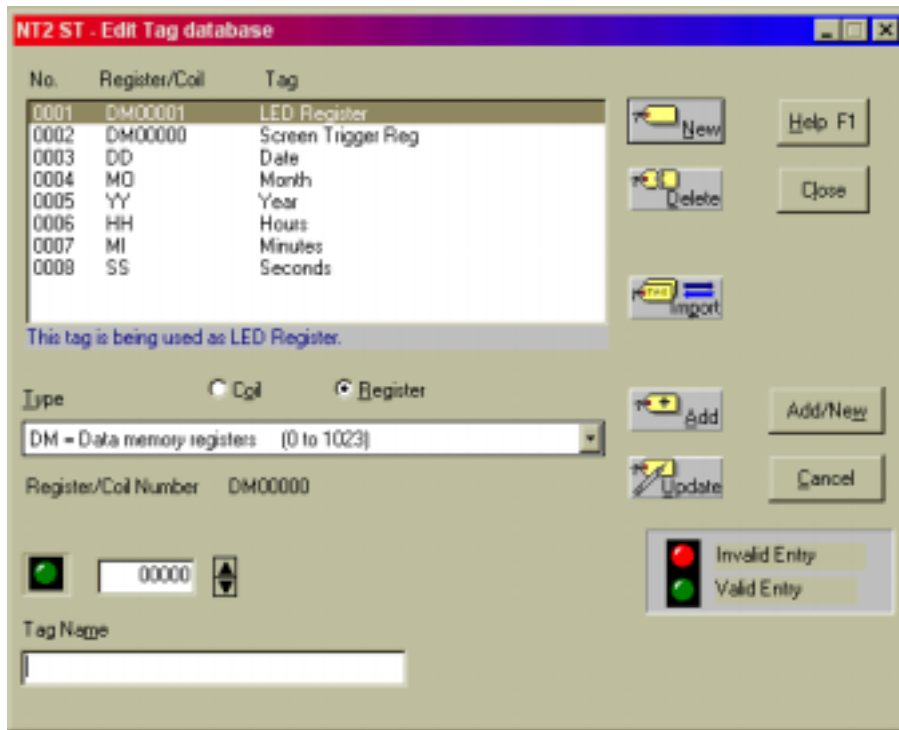 NT2 ST - Edit Tag database
No. Register/Coil Tag
0001 DM00001 LED Register
0002 DM00000 Screen Trigger Reg
0003 DD Date
0004 MO Month
0005 YY Year
0006 HH Hours
0007 MI Minutes
0008 SS Seconds
This tag is being used as LED Register.
New
Help F1
Delete
Close
TAG
Import
Type Coil Register
DM = Data memory registers (0 to 1023)
Add
Add/New
Register/Coil Number DM00000
Update
Cancel
Invalid Entry
00000
Valid Entry
Tag Name